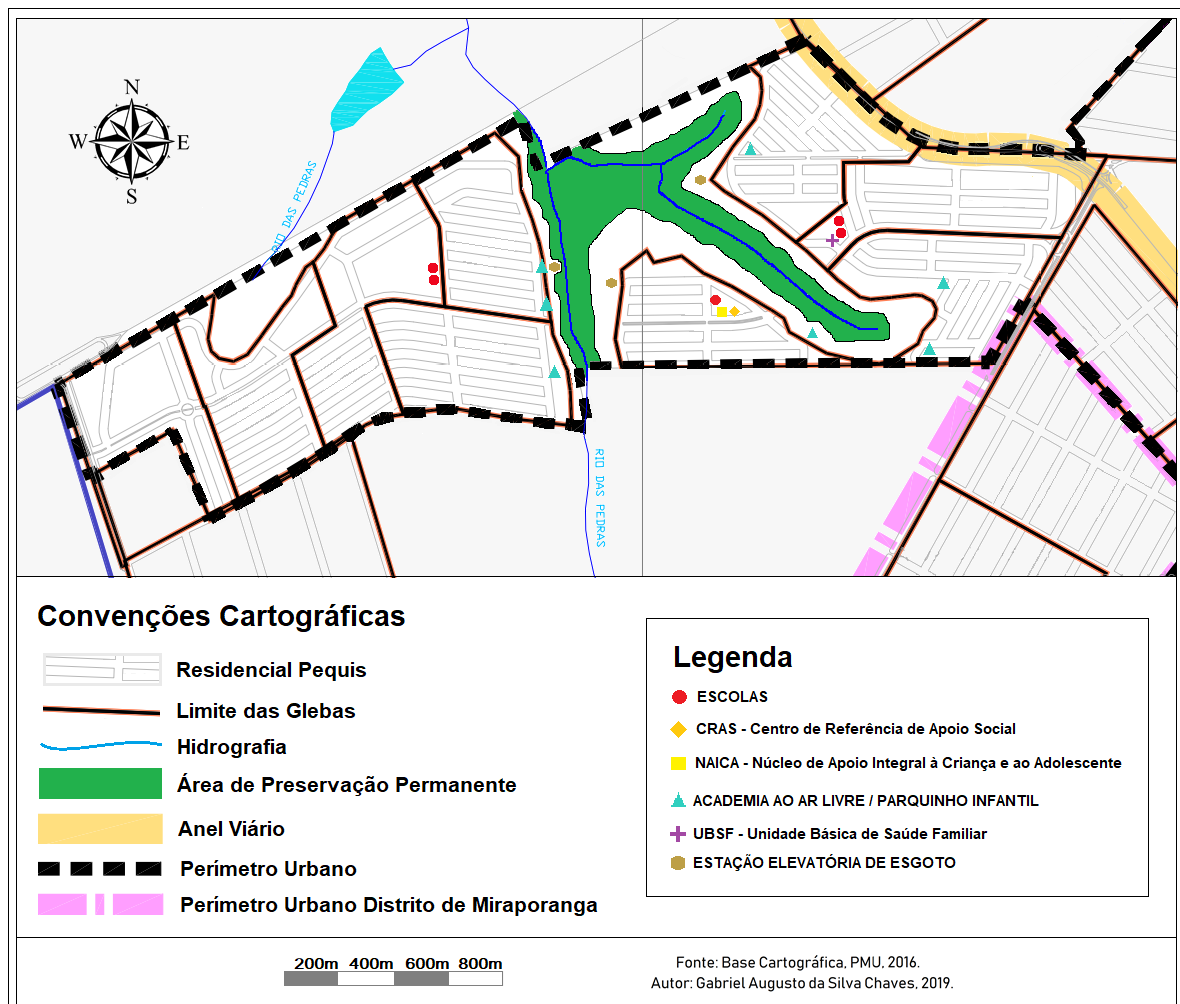 N
W
E
S
RIO DAS PEDRAS
RIO DAS PEDRAS
Convenções Cartográficas
Residencial Pequis
Limite das Glebas
Hidrografia
Área de Preservação Permanente
Anel Viário
Perímetro Urbano
Perímetro Urbano Distrito de Miraporanga
Legenda
ESCOLAS
CRAS - Centro de Referência de Apoio Social
NAICA - Núcleo de Apoio Integral à Criança e ao Adolescente
ACADEMIA AO AR LIVRE / PARQUINHO INFANTIL
UBSF - Unidade Básica de Saúde Familiar
ESTAÇÃO ELEVATÓRIA DE ESGOTO
200m 400m 600m 800m
Fonte: Base Cartográfica, PMU, 2016.
Autor: Gabriel Augusto da Silva Chaves, 2019.